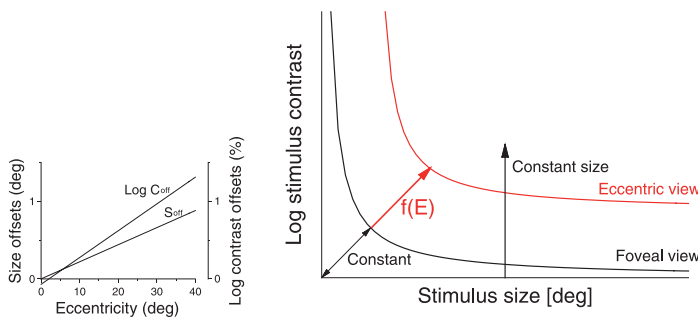 Size offsets (deg)
1
0
Log Coff
Soff
0 10 20 30 40
Eccentricity (deg)
1
0
Log contrast offsets (%)
Log stimulus contrast
f(E)
Constant
Constant size
Eccentric view
Foveal view
Stimulus size [deg]